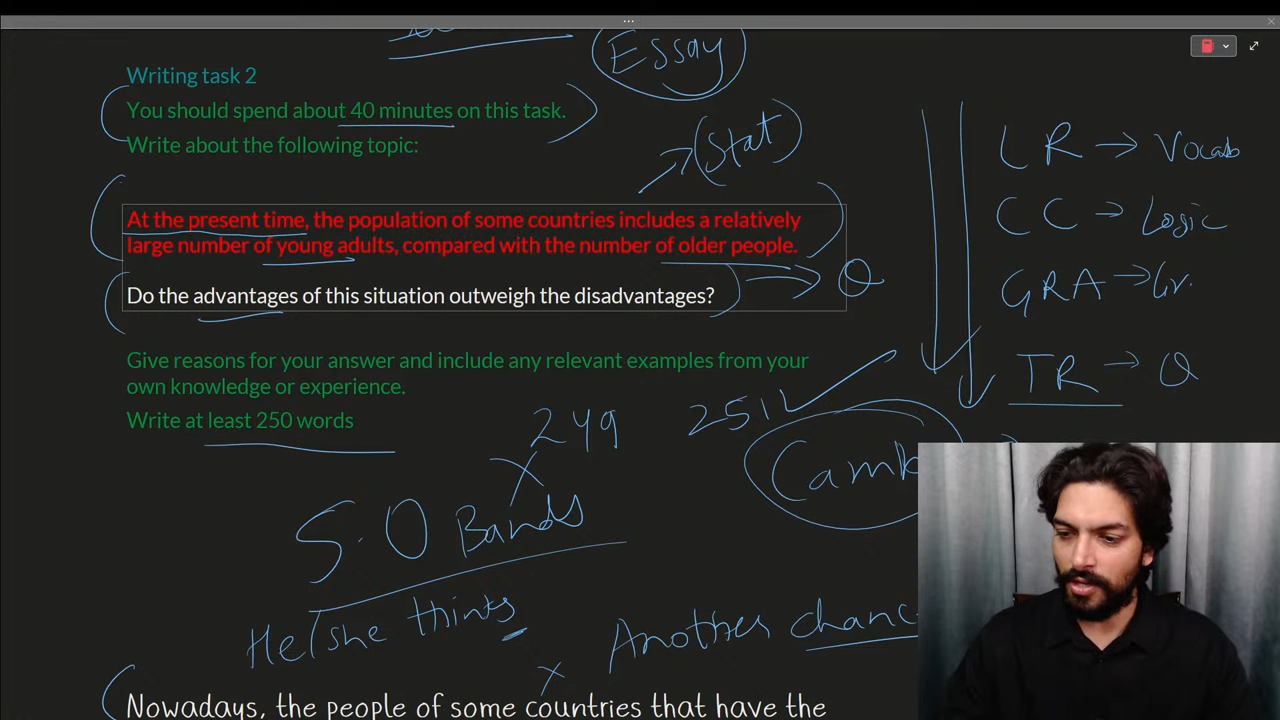 Essay
Writing task 2
You should spend about 40 minutes on this task.
Write about the following topic:
(Stat)
LR → Vocab
CC → Logic
GRA → Gr.
TR → Q
At the present time, the population of some countries includes a relatively
large number of young adults, compared with the number of older people.
Do the advantages of this situation outweigh the disadvantages?
Q
Give reasons for your answer and include any relevant examples from your
own knowledge or experience.
Write at least 250 words
249
251
5.0 Bands
He/she thinks
Another
Nowadays, the people of some countries that have the